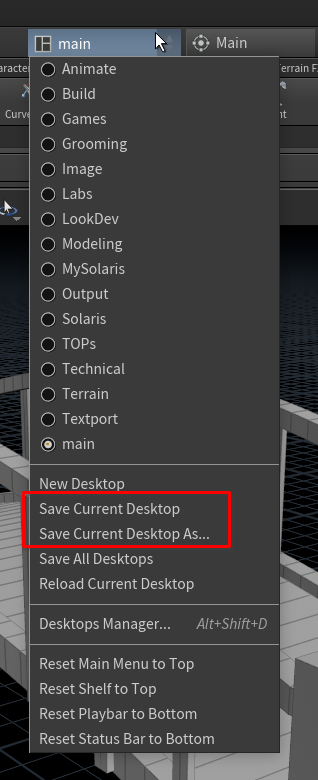 main Main
aracte errain F
Curve nt
Animate
Build
Games
Grooming
Image
Labs
LookDev
Modeling
MySolaris
Output
Solaris
TOPs
Technical
Terrain
Textport
main
New Desktop
Save Current Desktop
Save Current Desktop As...
Save All Desktops
Reload Current Desktop
Desktops Manager... Alt+Shift+D
Reset Main Menu to Top
Reset Shelf to Top
Reset Playbar to Bottom
Reset Status Bar to Bottom